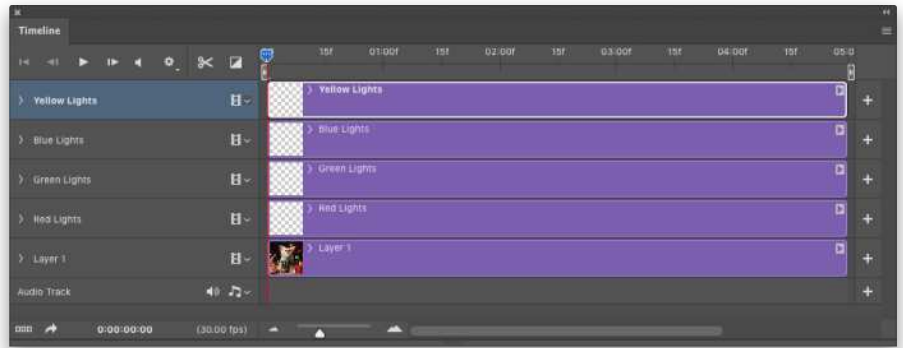 Timeline
15f 01:00f 15f 02:00f 15f 03:00f 15f 04:00f 15f 05:0
Yellow Lights Yellow Lights
Blue Lights Blue Lights
Green Lights Green Lights
Red Lights Red Lights
Layer 1 Layer 1
Audio Track
0:00:00:00 (30.00 fps)